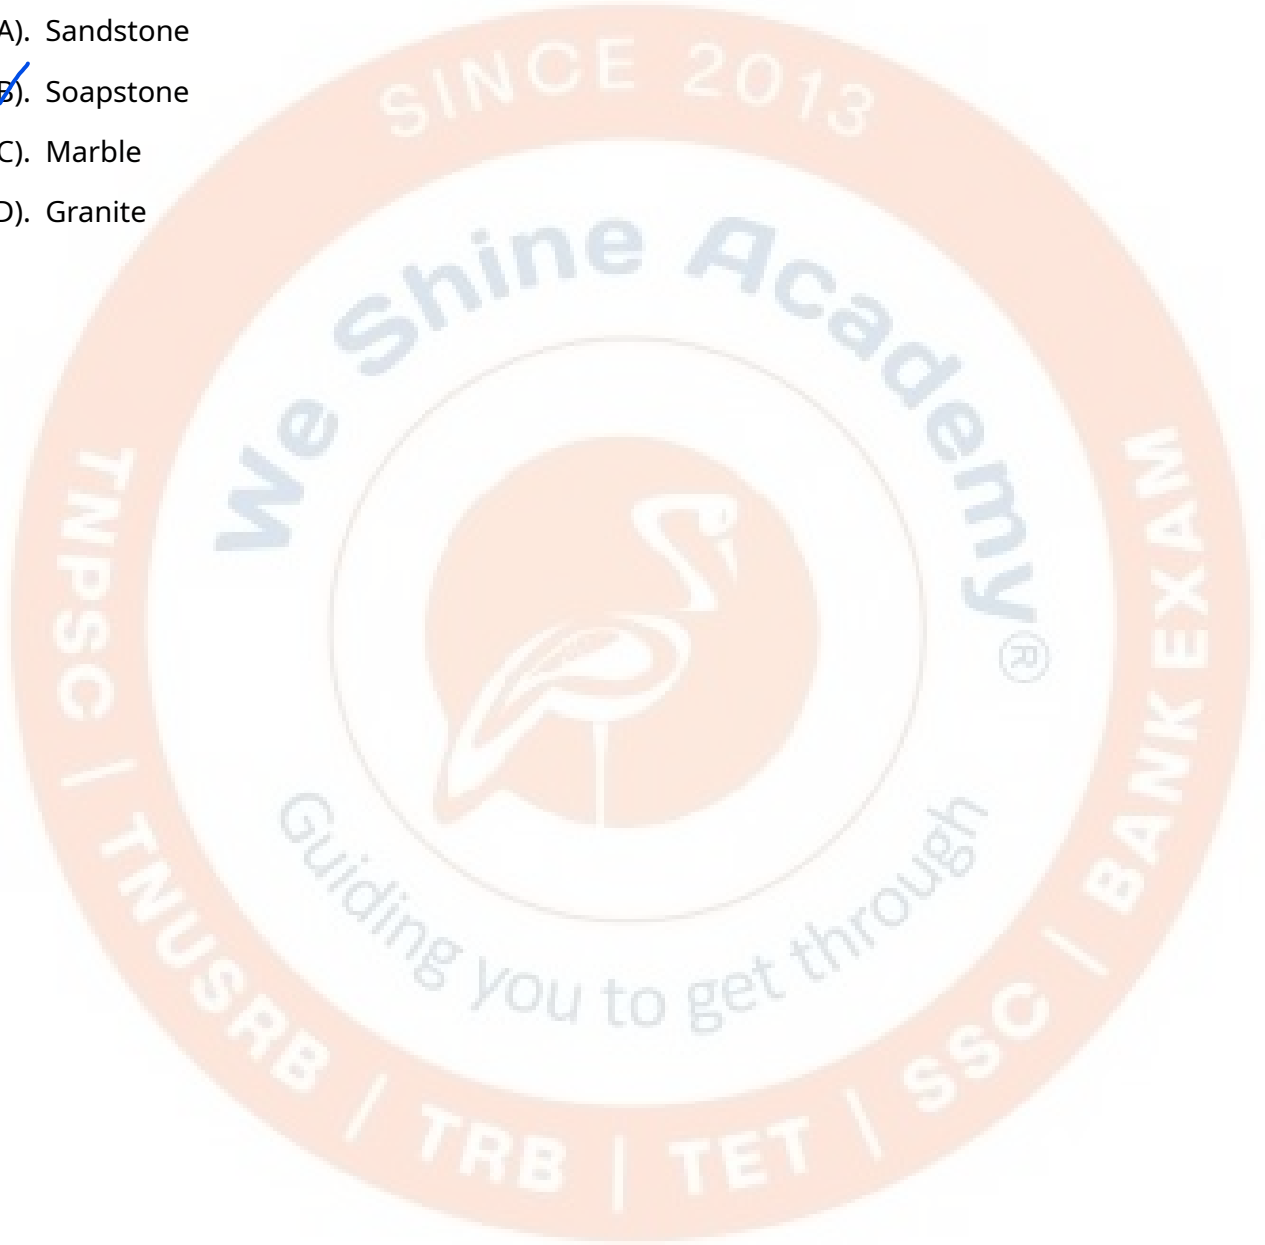 A). Sandstone
B). Soapstone
C). Marble
D). Granite
SINCE 2013
We Shine Academy®
Guiding you to get through
TNPSC | TNUSRB | TRB | TET | SSC | BANK EXAM